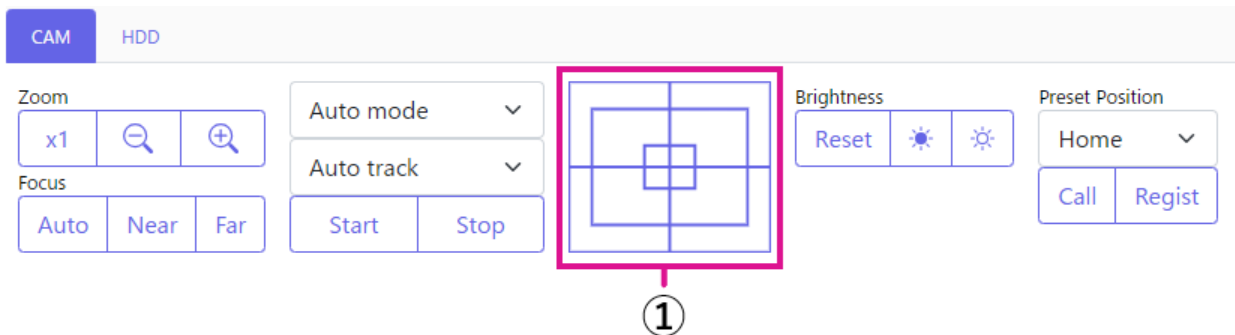 CAM HDD
Zoom
x1
Focus
Auto Near Far
Auto mode
Auto track
Start Stop
①
Brightness
Reset
Preset Position
Home
Call Regist